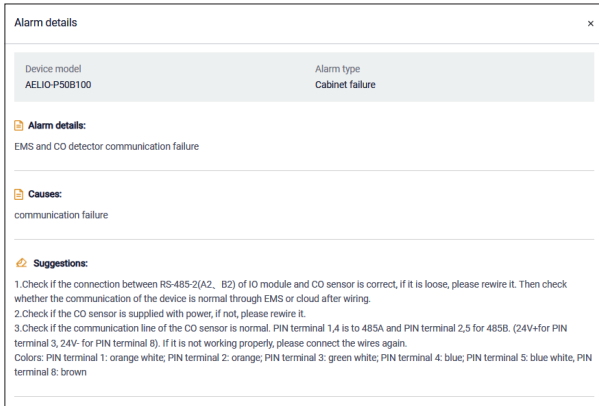 Alarm details ×
Device model Alarm type
AELIO-P50B100 Cabinet failure
Alarm details:
EMS and CO detector communication failure
Causes:
communication failure
Suggestions:
1.Check if the connection between RS-485-2(A2、B2) of IO module and CO sensor is correct, if it is loose, please rewire it. Then check
whether the communication of the device is normal through EMS or cloud after wiring.
2.Check if the CO sensor is supplied with power, if not, please rewire it.
3.Check if the communication line of the CO sensor is normal. PIN terminal 1,4 is to 485A and PIN terminal 2,5 for 485B. (24V+for PIN
terminal 3, 24V- for PIN terminal 8). If it is not working properly, please connect the wires again.
Colors: PIN terminal 1: orange white; PIN terminal 2: orange; PIN terminal 3: green white; PIN terminal 4: blue; PIN terminal 5: blue white, PIN
terminal 8: brown